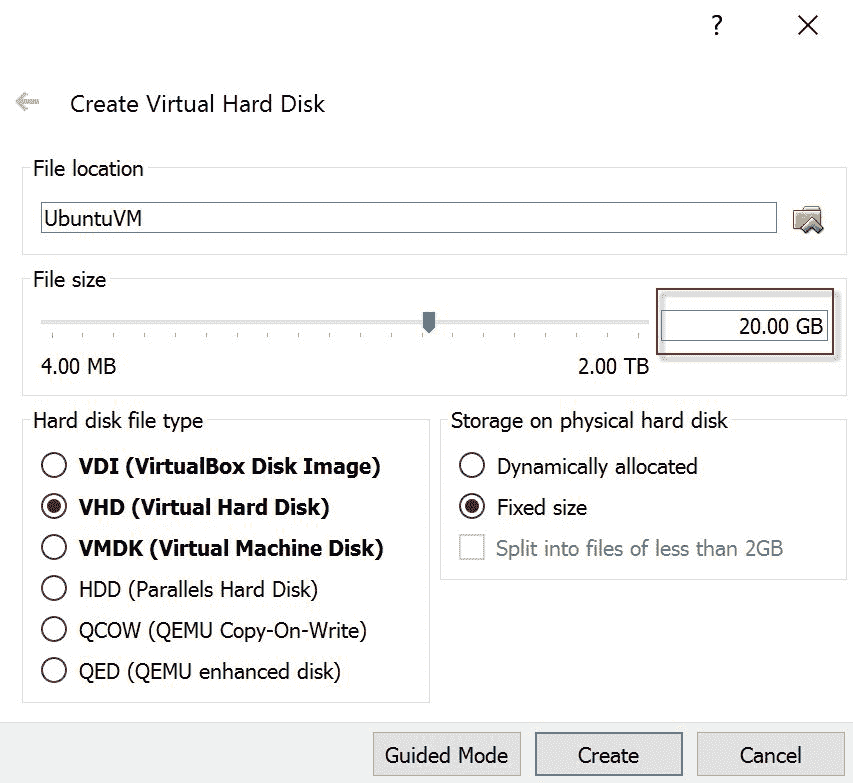 ?
Create Virtual Hard Disk
File location
UbuntuVM
File size
20.00 GB
4.00 MB
2.00 TB
Hard disk file type
VDI (VirtualBox Disk Image)
VHD (Virtual Hard Disk)
VMDK (Virtual Machine Disk)
HDD (Parallels Hard Disk)
QCOW (QEMU Copy-On-Write)
QED (QEMU enhanced disk)
Storage on physical hard disk
Dynamically allocated
Fixed size
Split into files of less than 2GB
Guided Mode
Create
Cancel